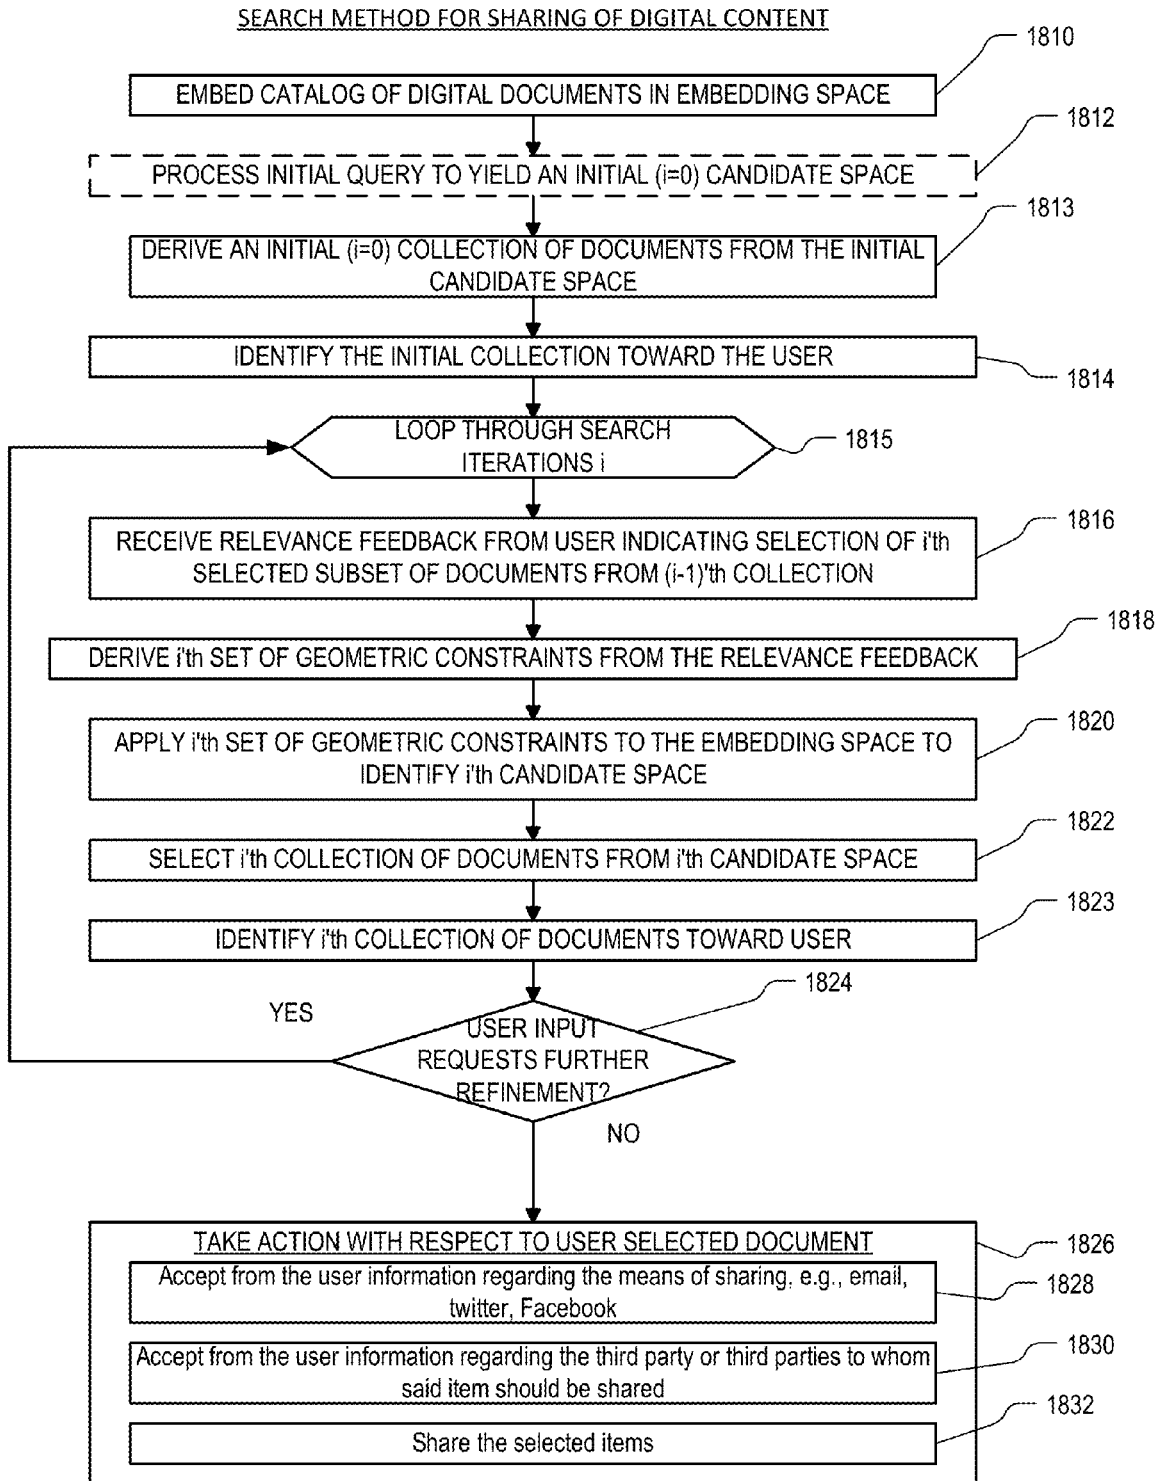 SEARCH METHOD FOR SHARING OF DIGITAL CONTENT
1810
EMBED CATALOG OF DIGITAL DOCUMENTS IN EMBEDDING SPACE
1812
PROCESS INITIAL QUERY TO YIELD AN INITIAL (i=0) CANDIDATE SPACE
1813
DERIVE AN INITIAL (i=0) COLLECTION OF DOCUMENTS FROM THE INITIAL
CANDIDATE SPACE
IDENTIFY THE INITIAL COLLECTION TOWARD THE USER
1814
LOOP THROUGH SEARCH
ITERATIONS i
1815
1816
RECEIVE RELEVANCE FEEDBACK FROM USER INDICATING SELECTION OF i'th
SELECTED SUBSET OF DOCUMENTS FROM (i-1)'th COLLECTION
1818
DERIVE i'th SET OF GEOMETRIC CONSTRAINTS FROM THE RELEVANCE FEEDBACK
1820
APPLY i'th SET OF GEOMETRIC CONSTRAINTS TO THE EMBEDDING SPACE TO
IDENTIFY i'th CANDIDATE SPACE
1822
SELECT i'th COLLECTION OF DOCUMENTS FROM i'th CANDIDATE SPACE
1823
IDENTIFY i'th COLLECTION OF DOCUMENTS TOWARD USER
1824
YES
USER INPUT
REQUESTS FURTHER
REFINEMENT?
NO
TAKE ACTION WITH RESPECT TO USER SELECTED DOCUMENT
1826
Accept from the user information regarding the means of sharing, e.g., email,
twitter, Facebook
1828
1830
Accept from the user information regarding the third party or third parties to whom
said item should be shared
1832
Share the selected items